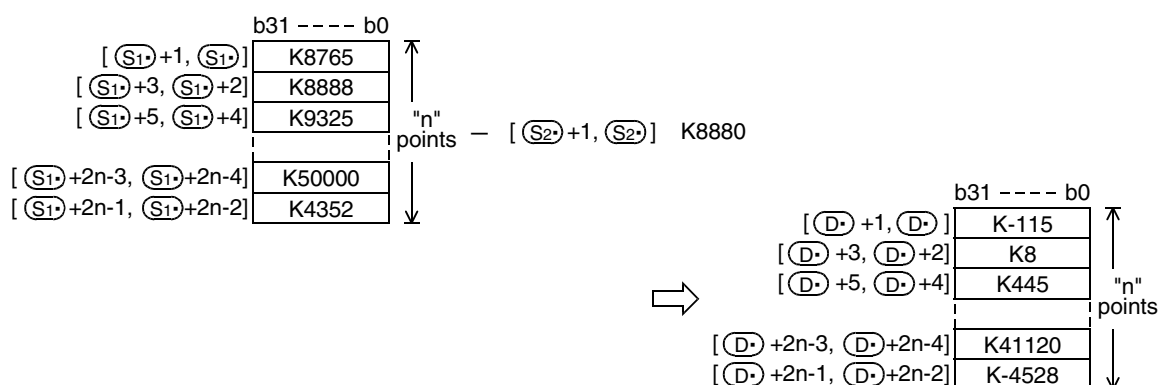 b31 ---- b0
[ (S1•) +1, (S1•) ] K8765
[ (S1•) +3, (S1•) +2] K8888
[ (S1•) +5, (S1•) +4] K9325
"n"
points
— [ (S2•) +1, (S2•) ] K8880
[ (S1•) +2n-3, (S1•) +2n-4] K50000
[ (S1•) +2n-1, (S1•) +2n-2] K4352
b31 ---- b0
[ (D•) +1, (D•) ] K-115
[ (D•) +3, (D•) +2] K8
[ (D•) +5, (D•) +4] K445
"n"
points
[ (D•) +2n-3, (D•) +2n-4] K41120
[ (D•) +2n-1, (D•) +2n-2] K-4528